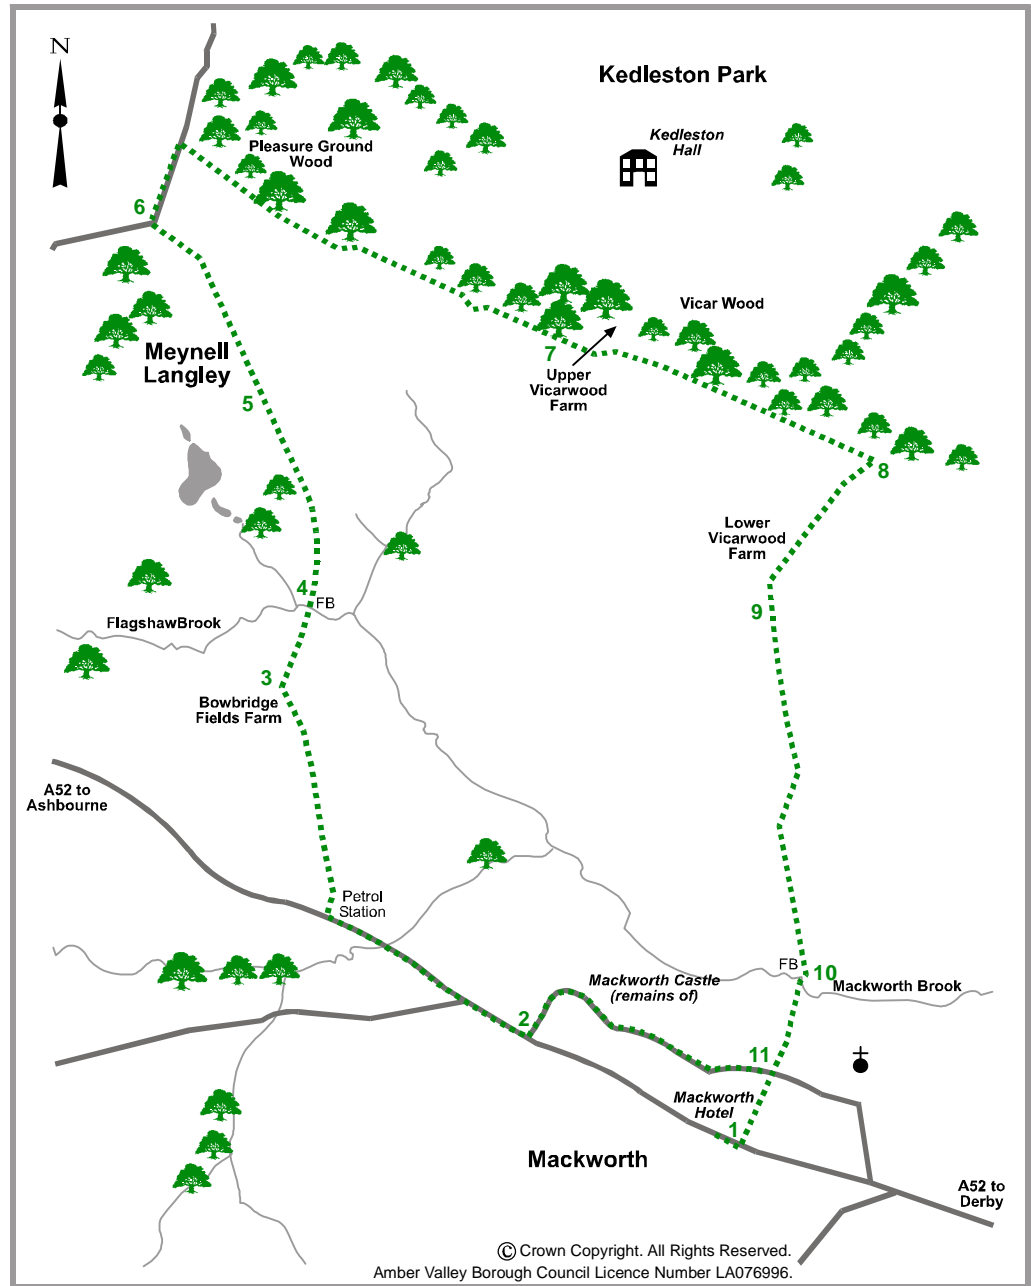 N
Kedleston Park
Kedleston
Hall
Pleasure Ground
Wood
6
Vicar Wood
Meynell
Langley
7
Upper
Vicarwood
Farm
5
8
Lower
Vicarwood
Farm
4
FB
FlagshawBrook
9
3
Bowbridge
Fields Farm
A52 to
Ashbourne
Petrol
Station
FB
10
Mackworth Castle
(remains of)
Mackworth Brook
2
11
Mackworth
Hotel
1
Mackworth
A52 to
Derby
© Crown Copyright. All Rights Reserved.
Amber Valley Borough Council Licence Number LA076996.